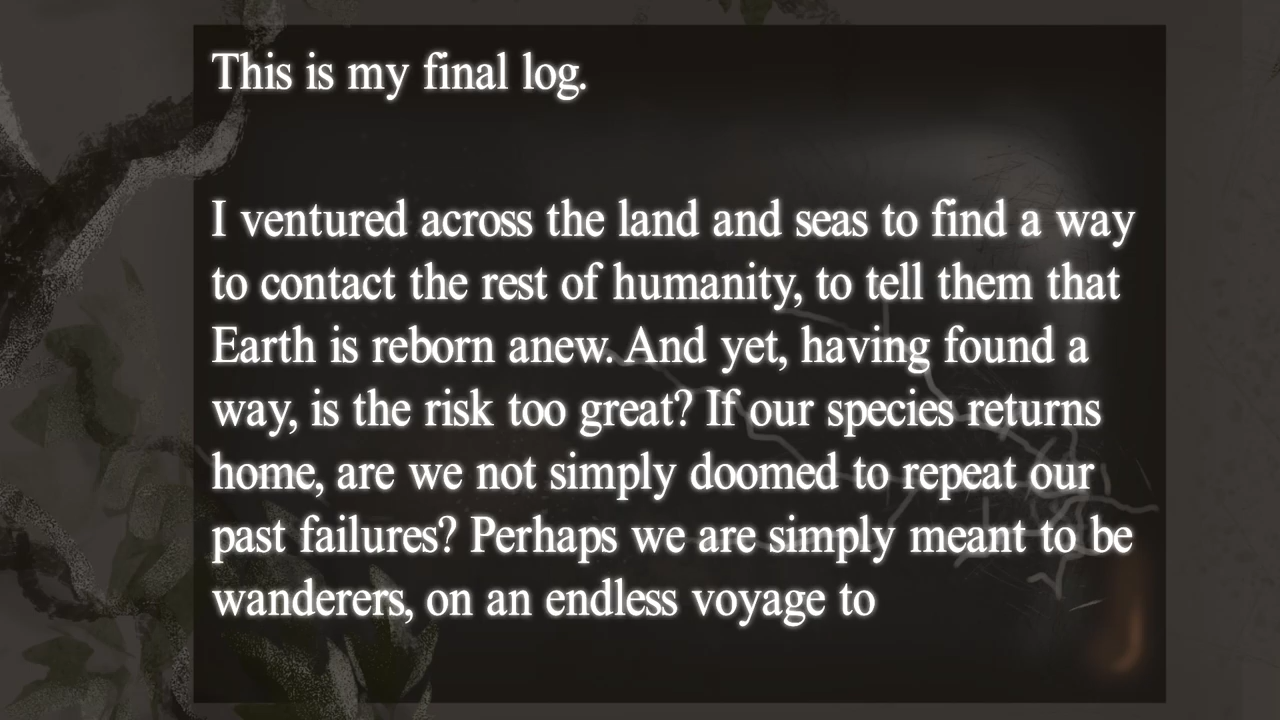 This is my final log.
I ventured across the land and seas to find a way
to contact the rest of humanity, to tell them that
Earth is reborn anew. And yet, having found a
way, is the risk too great? If our species returns
home, are we not simply doomed to repeat our
past failures? Perhaps we are simply meant to be
wanderers, on an endless voyage to